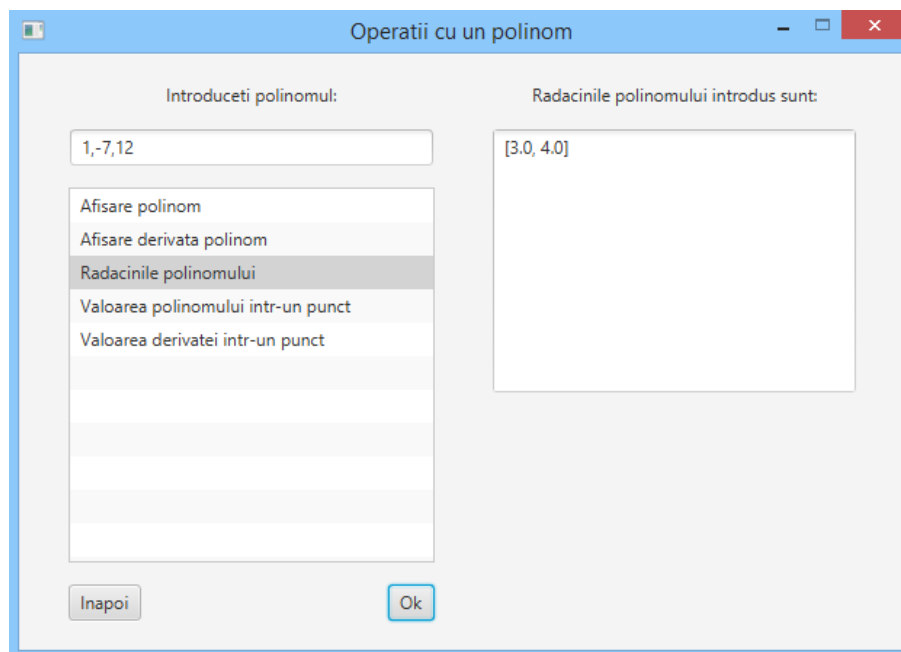 Operatii cu un polinom
Introduceti polinomul:
1,-7,12
Afisare polinom
Afisare derivata polinom
Radacinile polinomului
Valoarea polinomului intr-un punct
Valoarea derivatei intr-un punct
Inapoi
Ok
Radacinile polinomului introdus sunt:
[3.0, 4.0]